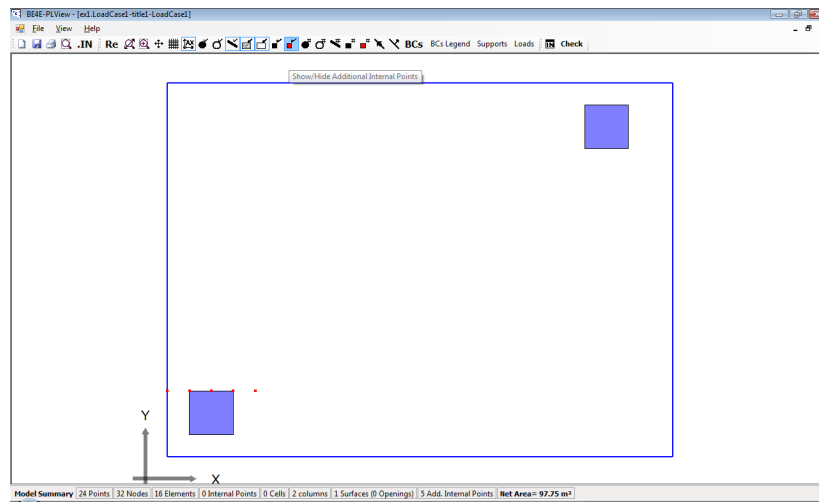 BE4E-PLView - [ex1.LoadCase1-title1-LoadCase1]
File View Help
.IN Re AX BCs BCs Legend Supports Loads IN Check
Show/Hide Additional Internal Points
Y
X
Model Summary 24 Points 32 Nodes 16 Elements 0 Internal Points 0 Cells 2 columns 1 Surfaces (0 Openings) 5 Add. Internal Points Net Area= 97.75 m²